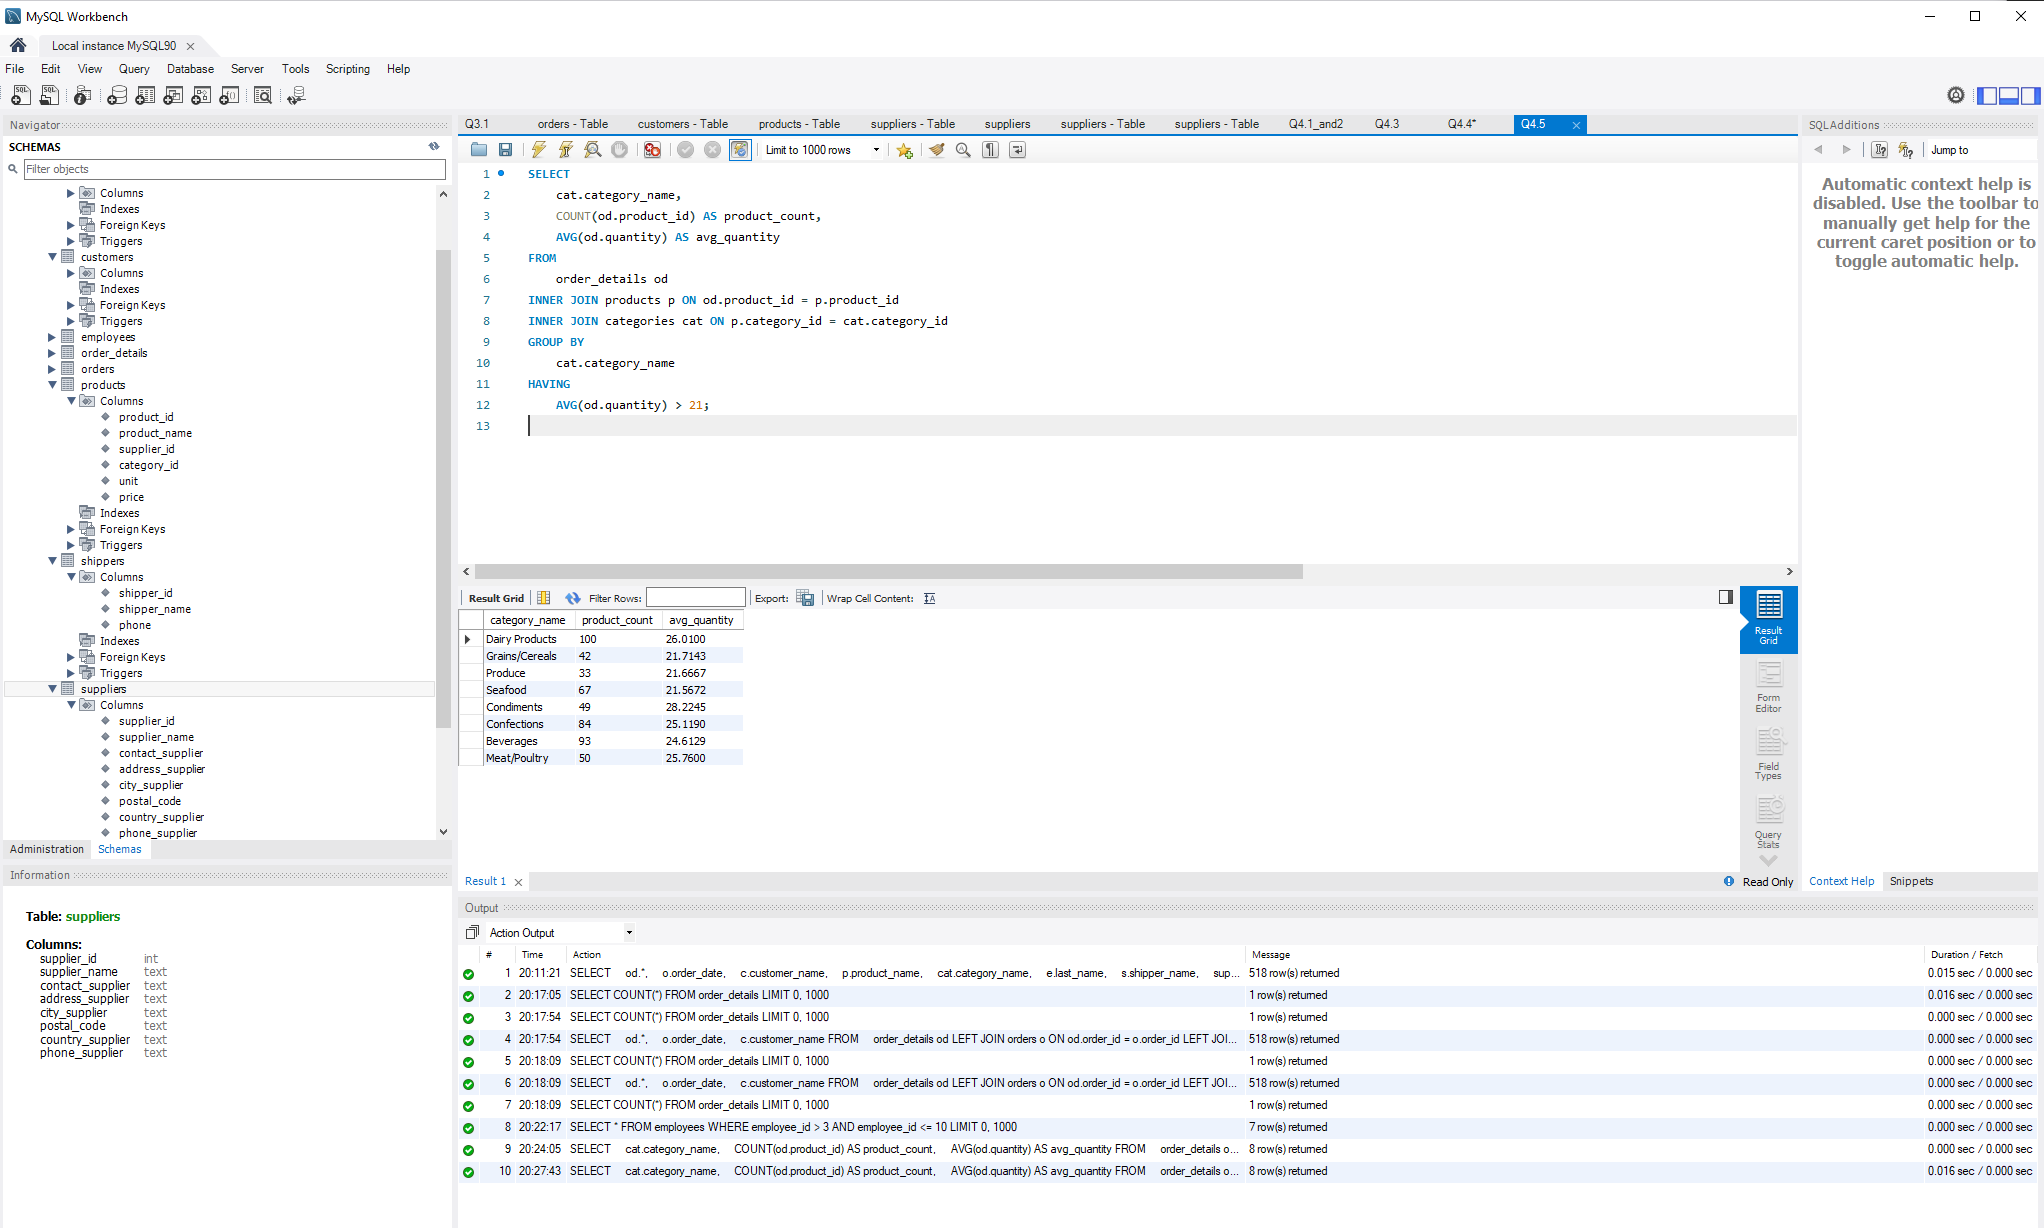 MySQL Workbench
Local instance MySQL90
File Edit View Query Database Server Tools Scripting Help
Navigator
SCHEMAS
Filter objects
Columns
Indexes
Foreign Keys
Triggers
customers
Columns
Indexes
Foreign Keys
Triggers
employees
order_details
orders
products
Columns
product_id
product_name
supplier_id
category_id
unit
price
Indexes
Foreign Keys
Triggers
shippers
Columns
shipper_id
shipper_name
phone
Indexes
Foreign Keys
Triggers
suppliers
Columns
supplier_id
supplier_name
contact_supplier
address_supplier
city_supplier
postal_code
country_supplier
phone_supplier
Administration Schemas
Information
Table: suppliers
Columns:
supplier_id int
supplier_name text
contact_supplier text
address_supplier text
city_supplier text
postal_code text
country_supplier text
phone_supplier text
Q3.1 orders - Table customers - Table products - Table suppliers - Table suppliers suppliers - Table suppliers - Table Q4.1_and2 Q4.3 Q4.4* Q4.5
Limit to 1000 rows
1 SELECT
2 cat.category_name,
3 COUNT(od.product_id) AS product_count,
4 AVG(od.quantity) AS avg_quantity
5 FROM
6 order_details od
7 INNER JOIN products p ON od.product_id = p.product_id
8 INNER JOIN categories cat ON p.category_id = cat.category_id
9 GROUP BY
10 cat.category_name
11 HAVING
12 AVG(od.quantity) > 21;
13
Result Grid Filter Rows: Export: Wrap Cell Content:
category_name product_count avg_quantity
Dairy Products 100 26.0100
Grains/Cereals 42 21.7143
Produce 33 21.6667
Seafood 67 21.5672
Condiments 49 28.2245
Confections 84 25.1190
Beverages 93 24.6129
Meat/Poultry 50 25.7600
Result
Grid
Form
Editor
Field
Types
Query
Stats
Result 1
Read Only
SQLAdditions
Jump to
Automatic context help is
disabled. Use the toolbar to
manually get help for the
current caret position or to
toggle automatic help.
Context Help Snippets
Output
Action Output
# Time Action Message Duration / Fetch
1 20:11:21 SELECT od.*, o.order_date, c.customer_name, p.product_name, cat.category_name, e.last_name, s.shipper_name, sup... 518 row(s) returned 0.015 sec / 0.000 sec
2 20:17:05 SELECT COUNT(*) FROM order_details LIMIT 0, 1000 1 row(s) returned 0.016 sec / 0.000 sec
3 20:17:54 SELECT COUNT(*) FROM order_details LIMIT 0, 1000 1 row(s) returned 0.000 sec / 0.000 sec
4 20:17:54 SELECT od.*, o.order_date, c.customer_name FROM order_details od LEFT JOIN orders o ON od.order_id = o.order_id LEFT JOI... 518 row(s) returned 0.000 sec / 0.000 sec
5 20:18:09 SELECT COUNT(*) FROM order_details LIMIT 0, 1000 1 row(s) returned 0.000 sec / 0.000 sec
6 20:18:09 SELECT od.*, o.order_date, c.customer_name FROM order_details od LEFT JOIN orders o ON od.order_id = o.order_id LEFT JOI... 518 row(s) returned 0.000 sec / 0.000 sec
7 20:18:09 SELECT COUNT(*) FROM order_details LIMIT 0, 1000 1 row(s) returned 0.000 sec / 0.000 sec
8 20:22:17 SELECT * FROM employees WHERE employee_id > 3 AND employee_id <= 10 LIMIT 0, 1000 7 row(s) returned 0.000 sec / 0.000 sec
9 20:24:05 SELECT cat.category_name, COUNT(od.product_id) AS product_count, AVG(od.quantity) AS avg_quantity FROM order_details o... 8 row(s) returned 0.000 sec / 0.000 sec
10 20:27:43 SELECT cat.category_name, COUNT(od.product_id) AS product_count, AVG(od.quantity) AS avg_quantity FROM order_details o... 8 row(s) returned 0.016 sec / 0.000 sec